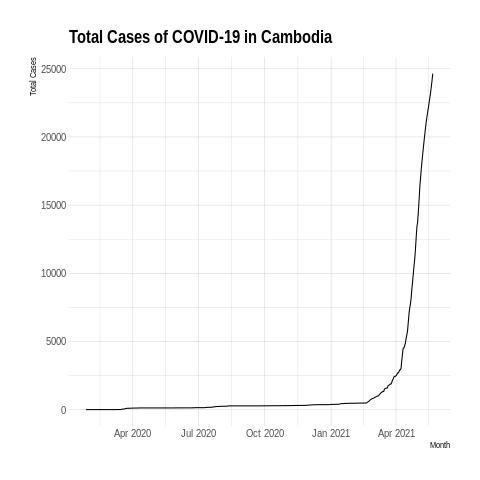 Total Cases of COVID-19 in Cambodia
Total Cases
25000
20000
15000
10000
5000
0
Apr 2020 Jul 2020 Oct 2020 Jan 2021 Apr 2021
Month